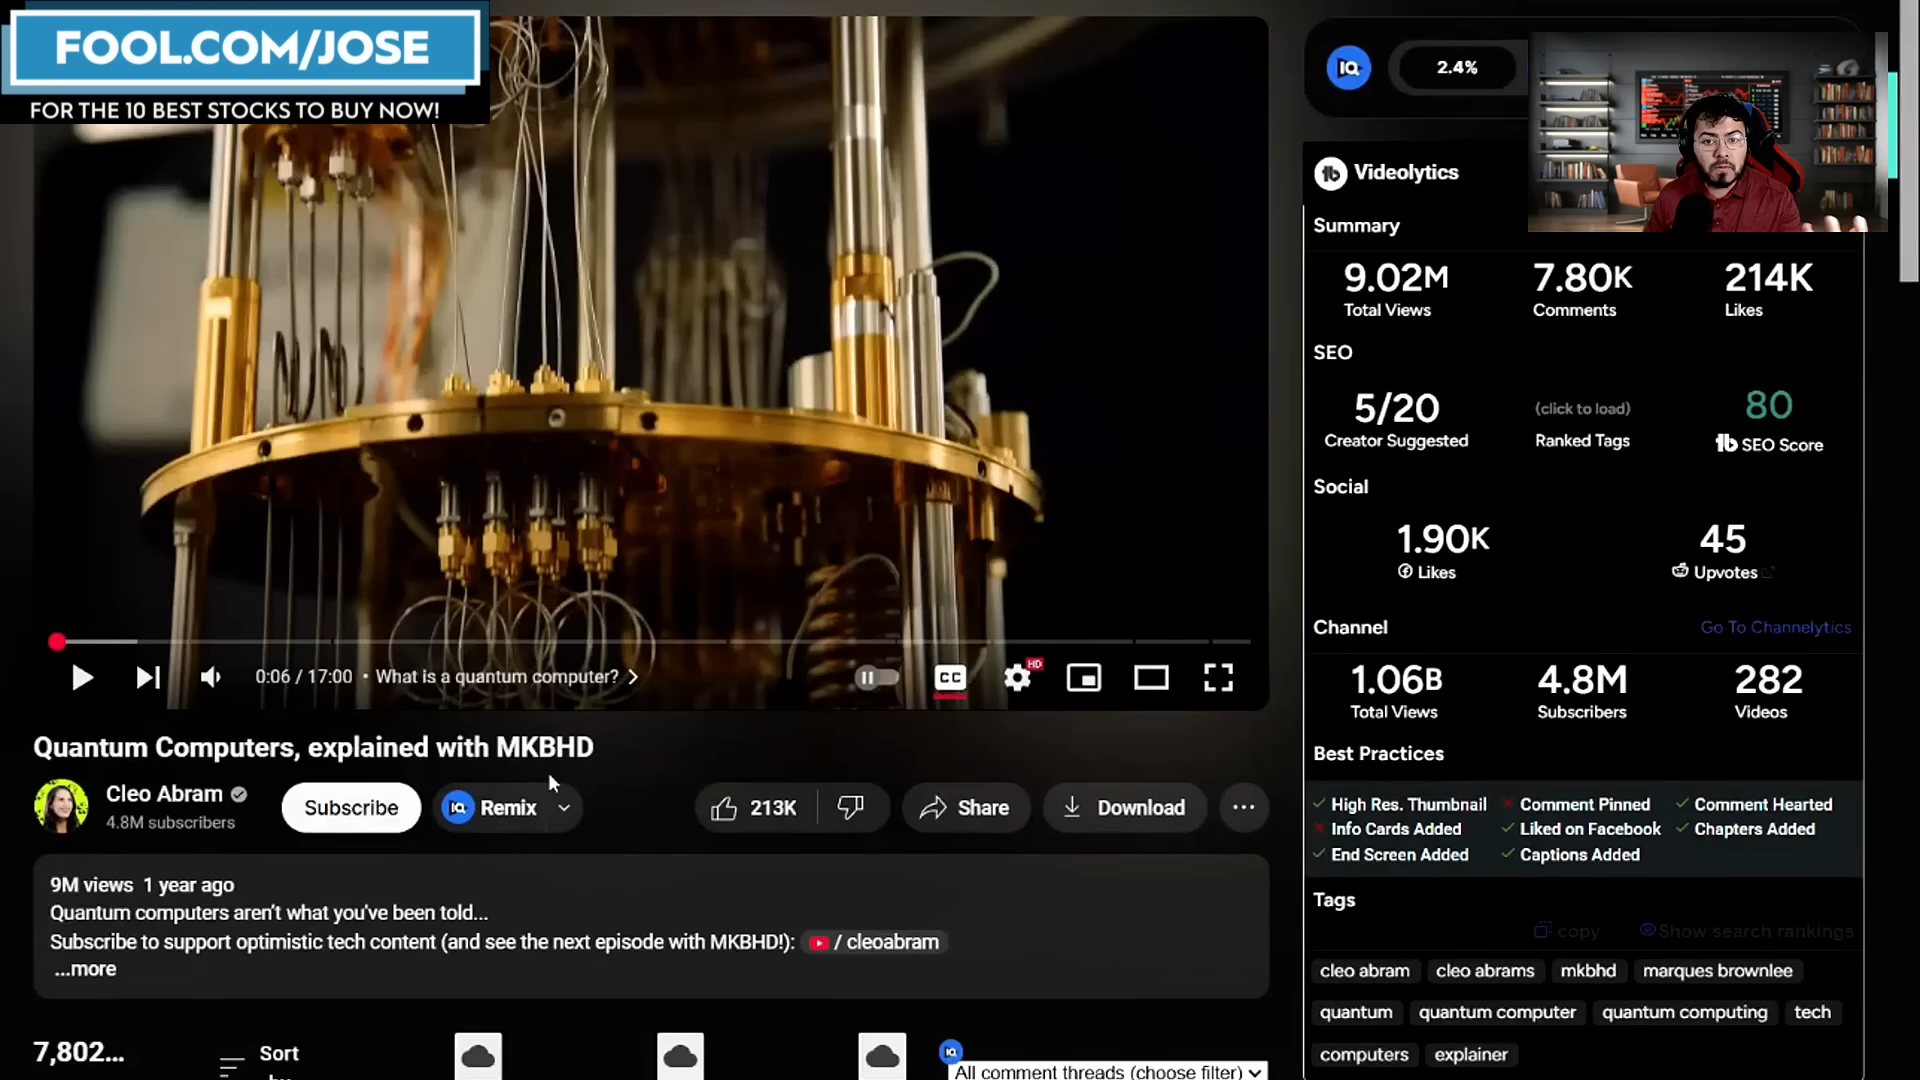 FOOL.COM/JOSE
FOR THE 10 BEST STOCKS TO BUY NOW!
0:06 / 17:00 • What is a quantum computer?
CC
HD
Quantum Computers, explained with MKBHD
Cleo Abram
4.8M subscribers
Subscribe
IQ
Remix
213K
Share
Download
9M views 1 year ago
Quantum computers aren't what you've been told...
Subscribe to support optimistic tech content (and see the next episode with MKBHD!): / cleoabram
...more
7,802...
Sort
IQ
All comment threads (choose filter)
IQ
2.4%
tb Videolytics
Summary
9.02M 7.80K 214K
Total Views Comments Likes
SEO
5/20 (click to load) 80
Creator Suggested Ranked Tags tb SEO Score
Social
1.90K 45
Likes Upvotes
Channel Go To Channelytics
1.06B 4.8M 282
Total Views Subscribers Videos
Best Practices
High Res. Thumbnail Comment Pinned Comment Hearted
Info Cards Added Liked on Facebook Chapters Added
End Screen Added Captions Added
Tags
copy Show search rankings
cleo abram cleo abrams mkbhd marques brownlee
quantum quantum computer quantum computing tech
computers explainer